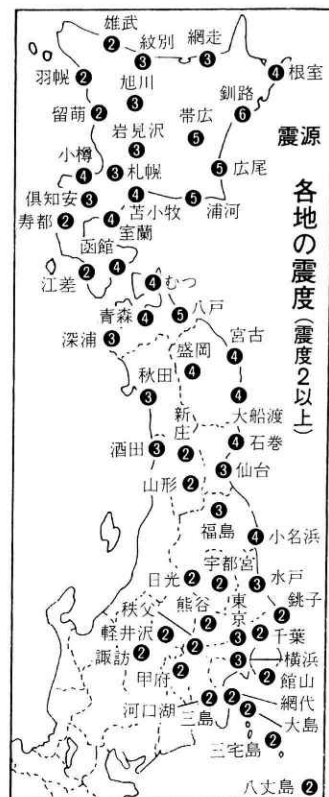 雄武 ②
紋別 ③
網走 ③
羽幌 ②
旭川 ③
根室 ④
釧路 ⑥
留萌 ②
帯広 ⑤
岩見沢 ③
震源
小樽 ④
札幌 ③
広尾 ⑤
倶知安 ③
苫小牧 ④
浦河 ⑤
寿都 ②
室蘭 ④
函館 ④
江差 ②
むつ ④
青森 ④
八戸 ⑤
深浦 ③
盛岡 ④
宮古 ④
秋田 ③
大船渡 ④
新庄 ②
石巻 ④
酒田 ③
仙台 ③
山形 ②
福島 ③
小名浜 ④
宇都宮 ②
日光 ②
水戸 ③
銚子 ②
熊谷 ②
東京 ③
秩父 ②
千葉 ②
軽井沢 ②
横浜 ③
諏訪 ②
館山 ②
甲府 ②
網代 ②
河口湖
三島 ②
大島 ②
三宅島 ②
八丈島 ②
各地の震度(震度2以上)